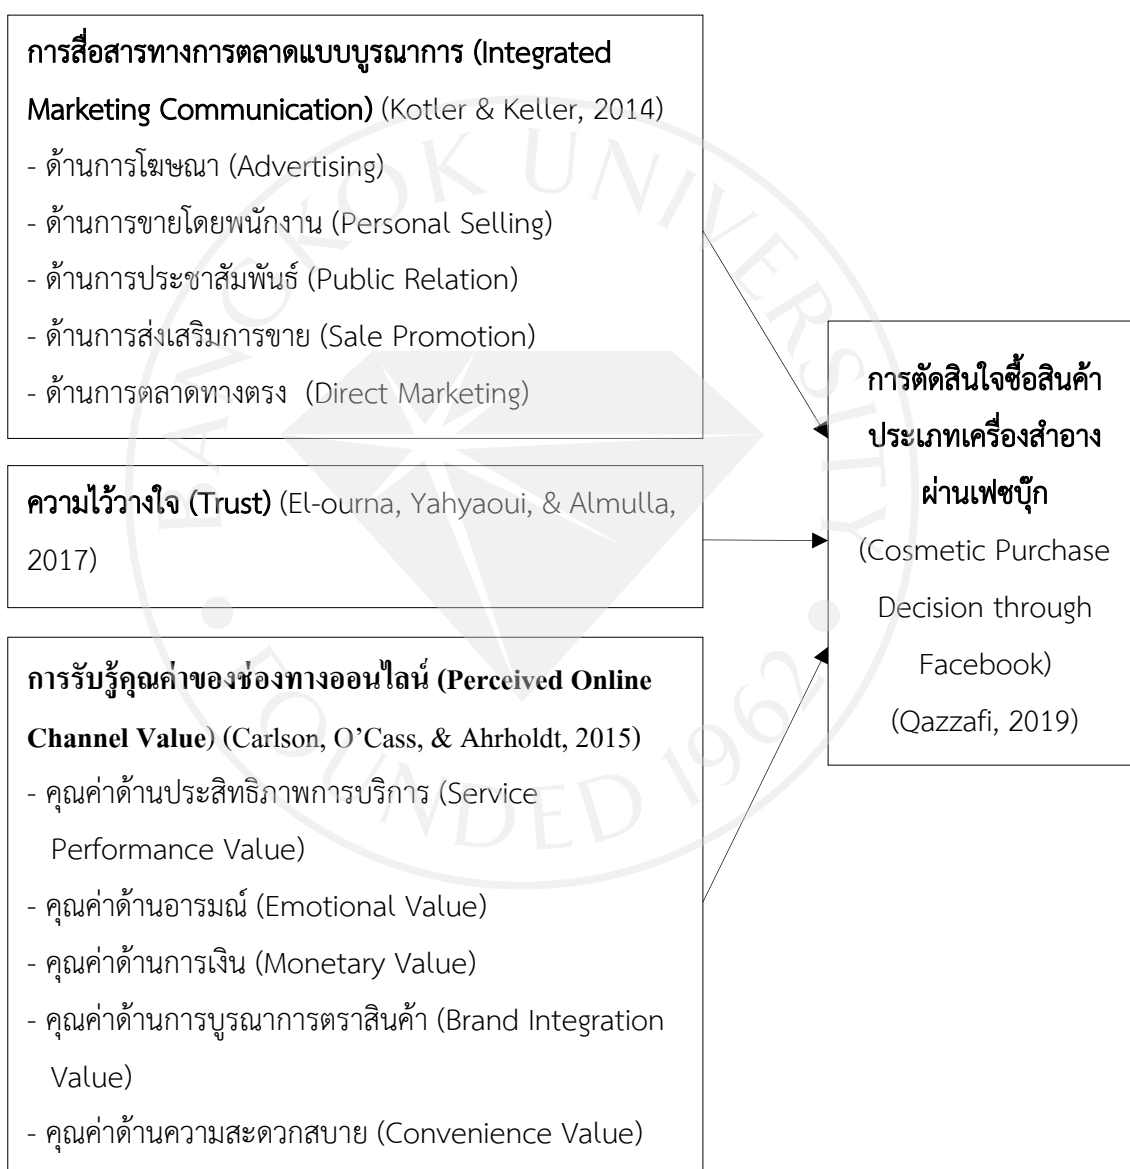 การสื่อสารทางการตลาดแบบบูรณาการ (Integrated
Marketing Communication) (Kotler & Keller, 2014)
- ด้านการโฆษณา (Advertising)
- ด้านการขายโดยพนักงาน (Personal Selling)
- ด้านการประชาสัมพันธ์ (Public Relation)
- ด้านการส่งเสริมการขาย (Sale Promotion)
- ด้านการตลาดทางตรง (Direct Marketing)
ความไว้วางใจ (Trust) (El-ourna, Yahyaoui, & Almulla,
2017)
การรับรู้คุณค่าของช่องทางออนไลน์ (Perceived Online
Channel Value) (Carlson, O’Cass, & Ahrholdt, 2015)
- คุณค่าด้านประสิทธิภาพการบริการ (Service
Performance Value)
- คุณค่าด้านอารมณ์ (Emotional Value)
- คุณค่าด้านการเงิน (Monetary Value)
- คุณค่าด้านการบูรณาการตราสินค้า (Brand Integration
Value)
- คุณค่าด้านความสะดวกสบาย (Convenience Value)
การตัดสินใจซื้อสินค้า
ประเภทเครื่องสำอาง
ผ่านเฟซบุ๊ก
(Cosmetic Purchase
Decision through
Facebook)
(Qazzafi, 2019)
BANGKOK UNIVERSITY
FOUNDED 1962